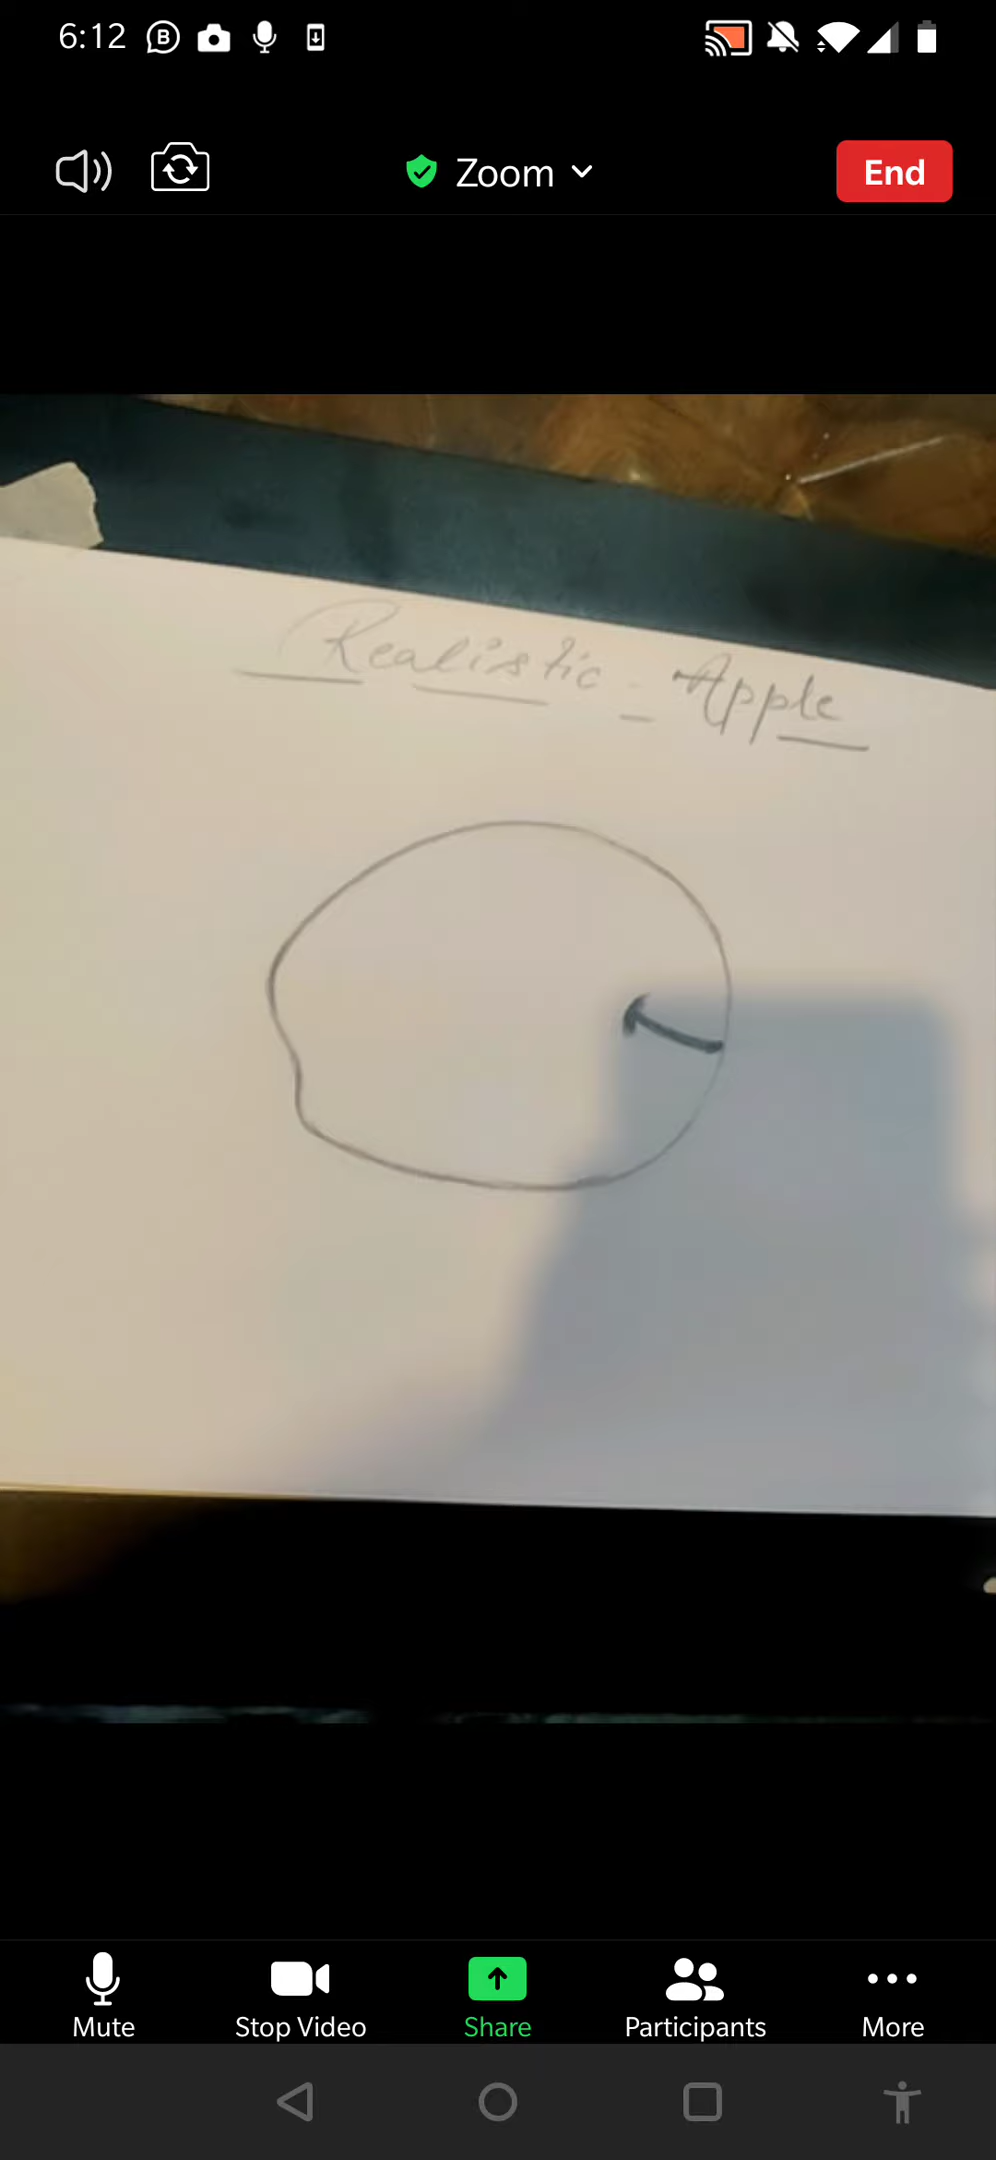 6:12
Zoom
End
Realistic - Apple
Mute
Stop Video
Share
Participants
More